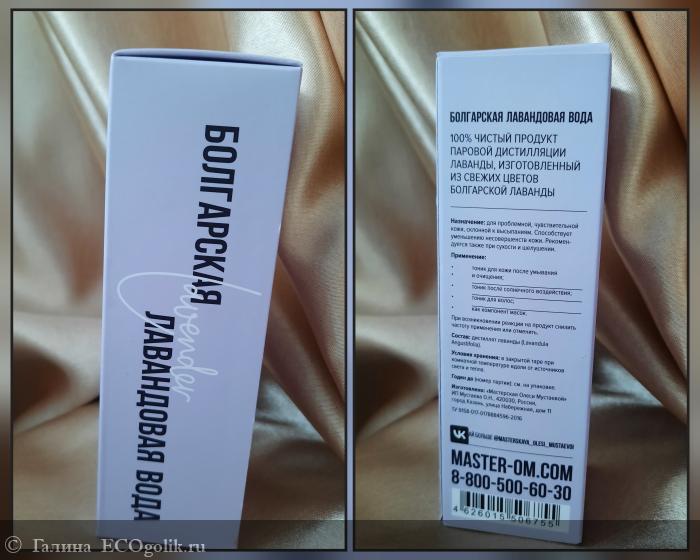 БОЛГАРСКАЯ
Lavender
ЛАВАНДОВАЯ ВОДА
БОЛГАРСКАЯ ЛАВАНДОВАЯ ВОДА
100% ЧИСТЫЙ ПРОДУКТ
ПАРОВОЙ ДИСТИЛЛЯЦИИ
ЛАВАНДЫ, ИЗГОТОВЛЕННЫЙ
ИЗ СВЕЖИХ ЦВЕТОВ
БОЛГАРСКОЙ ЛАВАНДЫ
Назначение: для проблемной, чувствительной
кожи, склонной к высыпаниям. Способствует
уменьшению несовершенств кожи. Рекомен-
дуется также при сухости и шелушении.
Применение:
тоник для кожи после умывания
и очищения;
тоник после солнечного воздействия;
тоник для волос;
как компонент масок.
При возникновении реакции на продукт снизить
частоту применения или отменить.
Состав: дистиллят лаванды (Lavandula
Angustifolia).
Условия хранения: в закрытой таре при
комнатной температуре вдали от источников
света и тепла.
Годен до (номер партии): см. на упаковке.
Изготовлено: «Мастерская Олеси Мустаевой»
ИП Мустаева О.Н., 420030, Россия,
город Казань, улица Набережная, дом 11
ТУ 9158-017-0178884596-2016
БОЛЬШЕ @MASTERSKAYA_OLESI_MUSTAEVOI
MASTER-OM.COM
8-800-500-60-30
4 626015 506755
© Галина ECOgolik.ru